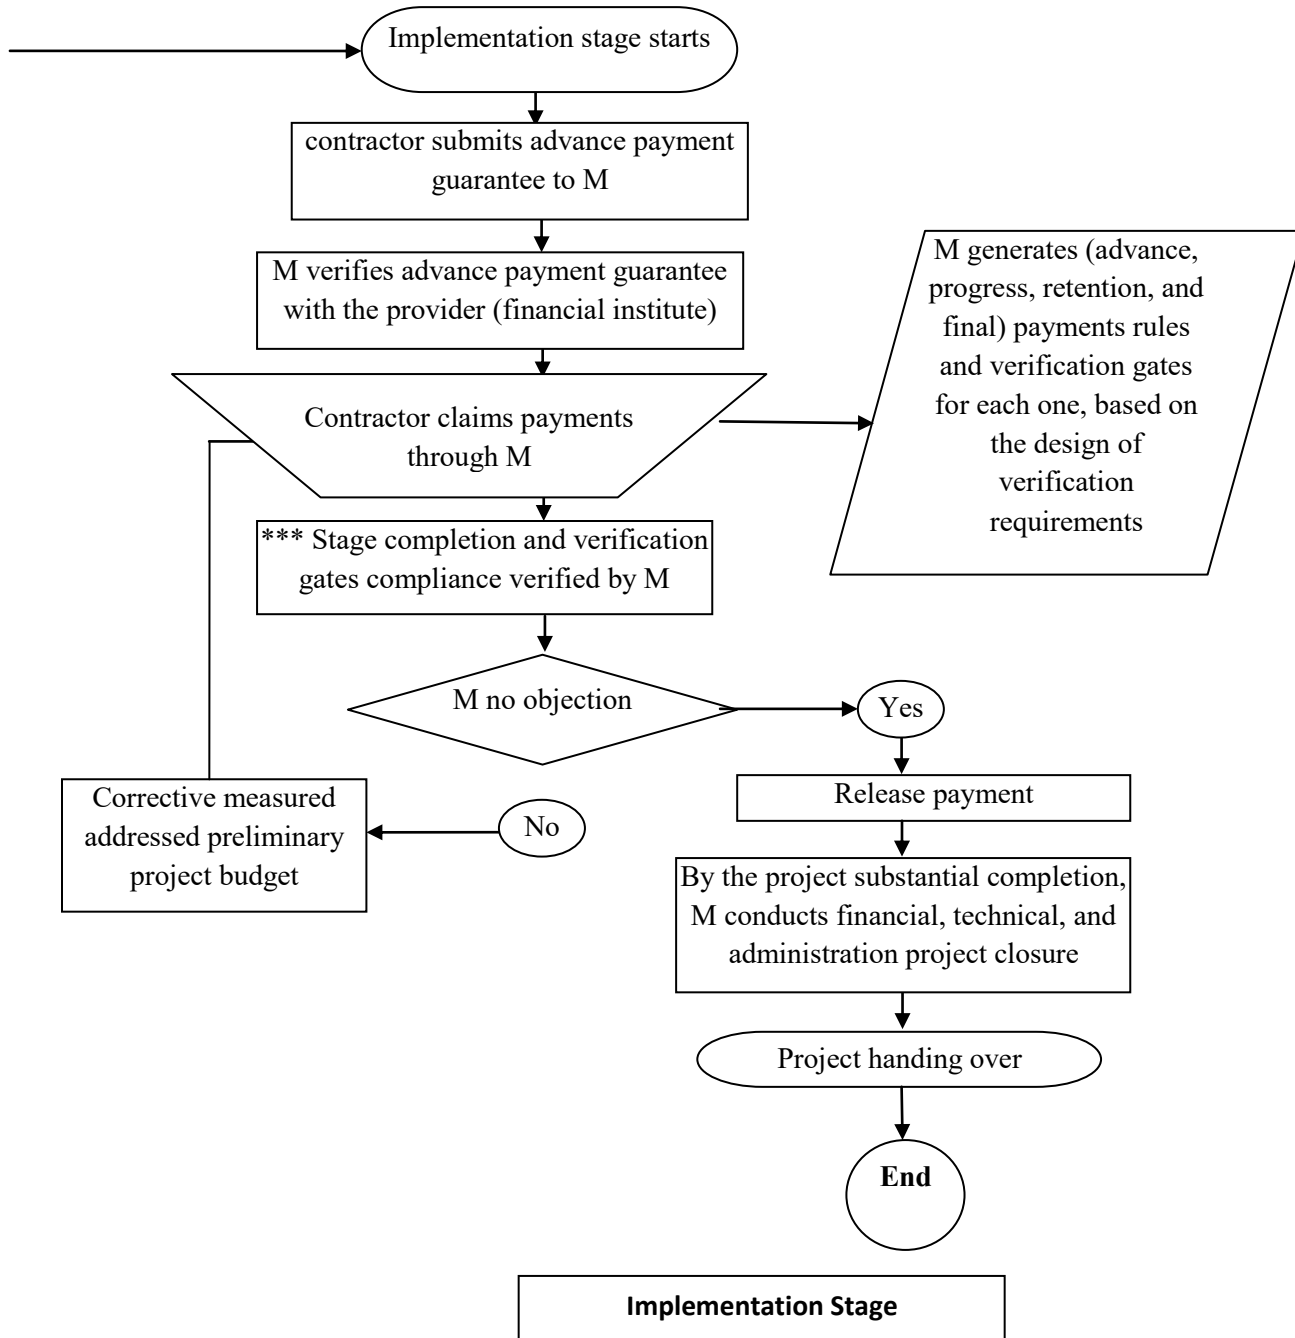 Implementation stage starts
contractor submits advance payment
guarantee to M
M verifies advance payment guarantee
with the provider (financial institute)
M generates (advance,
progress, retention, and
final) payments rules
and verification gates
for each one, based on
the design of
verification
requirements
Contractor claims payments
through M
*** Stage completion and verification
gates compliance verified by M
M no objection
Yes
Release payment
Corrective measured
addressed preliminary
project budget
No
By the project substantial completion,
M conducts financial, technical, and
administration project closure
Project handing over
End
Implementation Stage